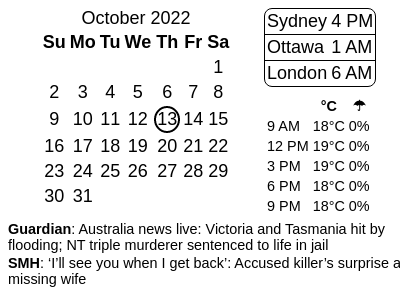 October 2022
Su Mo Tu We Th Fr Sa
1
2 3 4 5 6 7 8
9 10 11 12 13 14 15
16 17 18 19 20 21 22
23 24 25 26 27 28 29
30 31
Sydney 4 PM
Ottawa 1 AM
London 6 AM
°C ☂
9 AM 18°C 0%
12 PM 19°C 0%
3 PM 19°C 0%
6 PM 18°C 0%
9 PM 18°C 0%
Guardian: Australia news live: Victoria and Tasmania hit by
flooding; NT triple murderer sentenced to life in jail
SMH: ‘I’ll see you when I get back’: Accused killer’s surprise a
missing wife